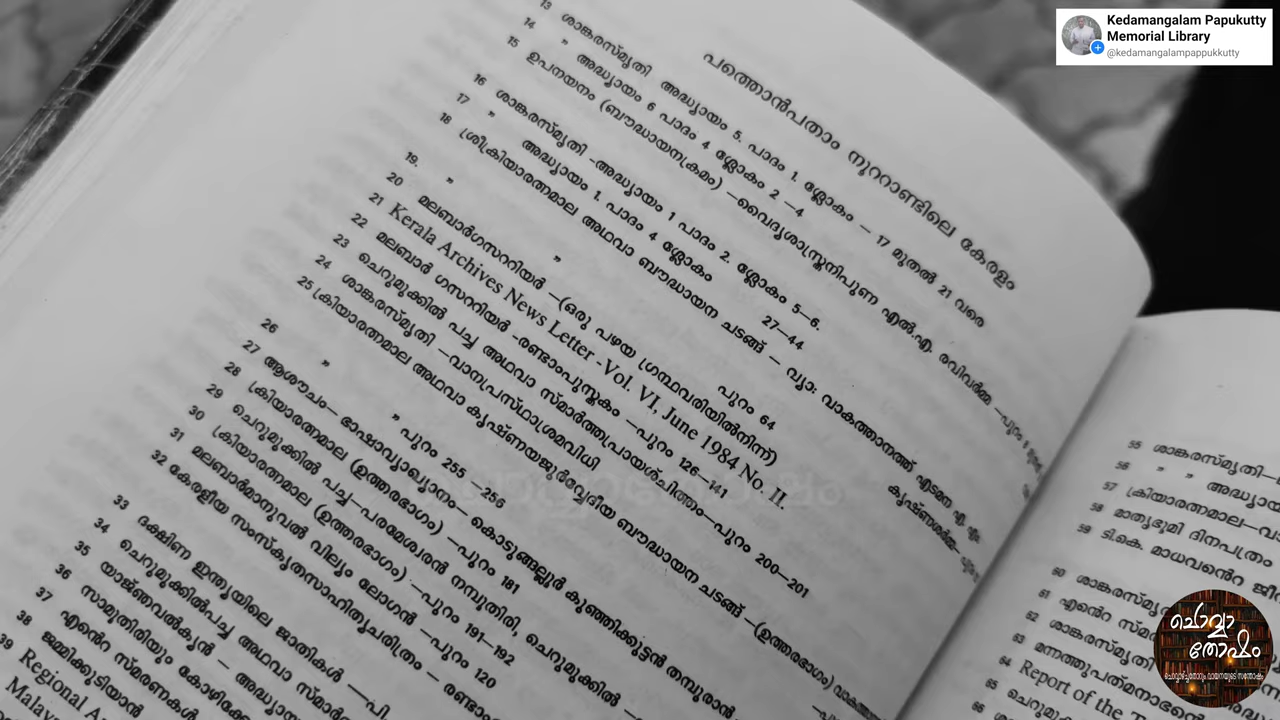 Kedamangalam Papukutty
Memorial Library
@kedamangalampappukkutty
പത്തൊൻപതാം നൂററാണ്ടിലെ കേരളം
13 ശാങ്കരസ്മൃതി അദ്ധ്യായം 5. പാദം 1. ശ്ലോകം — 17 മുതൽ 21 വരെ
14 ” അദ്ധ്യായം 6 പാദം 4 ശ്ലോകം 2 —4
15 ഉപനയനം (ബൗദ്ധായനക്രമം) —വൈദ്യശാസ്ത്രനിപുണ എൽ.എ. രവിവർമ്മ —പുറം
16 ശാങ്കരസ്മൃതി -അദ്ധ്യായം 1 പാദം 2. ശ്ലോകം 5—6.
17 ” അദ്ധ്യായം 1. പാദം 4 ശ്ലോകം 27—44
18 ശ്രീക്രിയാരത്നമാല അഥവാ ബൗദ്ധായന ചടങ്ങ് — വ്യാ: വാകത്താനത്ത് എടമന
19. ” ” പുറം 64
20 മലബാർഗസററിയർ —(ഒരു പഴയ ഗ്രന്ഥവരിയിൽനിന്ന്)
21 Kerala Archives News Letter -Vol. VI, June 1984 No. II.
22 മലബാർ ഗസററിയർ -രണ്ടാംപുസ്തകം —പുറം 126—141
23 ചെറുമുക്കിൽ പച്ച അഥവാ സ്മാർത്തപ്രായശ്ചിത്തം—പുറം 200—201
24 ശാങ്കരസ്മൃതി —വാനപ്രസ്ഥാശ്രമവിധി
25 ക്രിയാരത്നമാല അഥവാ കൃഷ്ണയജുർവ്വേദീയ ബൗദ്ധായന ചടങ്ങ് —(ഉത്തരഭാഗം)
26 ” ” പുറം 255 — 256
27 ആശൗചം— ഭാഷാവ്യാഖ്യാനം— കൊടുങ്ങല്ലൂർ കുഞ്ഞിക്കുട്ടൻ തമ്പുരാൻ
28 ക്രിയാരത്നമാല (ഉത്തരഭാഗം) —പുറം 181
29 ചെറുമുക്കിൽ പച്ച—പരമേശ്വരൻ നമ്പൂതിരി, ചെറുമുക്കിൽ —
30 ക്രിയാരത്നമാല (ഉത്തരഭാഗം) —പുറം 191—192
31 മലബാർമാനുവൽ വില്യം ലോഗൻ —പുറം 120
32 കേരളീയ സംസ്കൃതസാഹിത്യചരിത്രം — രണ്ടാം
33 ദക്ഷിണ ഇന്ത്യയിലെ ജാതികൾ —പി.
34 ചെറുമുക്കിൽപച്ച അഥവാ സ്മാർ
35 യാജ്ഞവൽക്യൻ — അദ്ധ്യാ
36 സാമൂതിരിയും കോഴിക്കോ
37 എൻെറ സ്മരണകൾ
38 ജമ്മിക്കുടിയാൻ
39 Regional A
Malaya
55 ശാങ്കരസ്മൃതി—
56 ” ” അദ്ധ്യായ
57 ക്രിയാരത്നമാല—വാ
58 മാതൃഭൂമി ദിനപത്രം
59 ടി.കെ. മാധവൻെറ ജീ
60 ശാങ്കരസ്മൃ
61 എൻെറ സ്മ
62 ശാങ്കരസ്മൃതി
63 മന്നത്തുപത്മനാഭ
64 Report of the T
65 ചെറുമു
66
ചൊവ്വാ
തോഷം